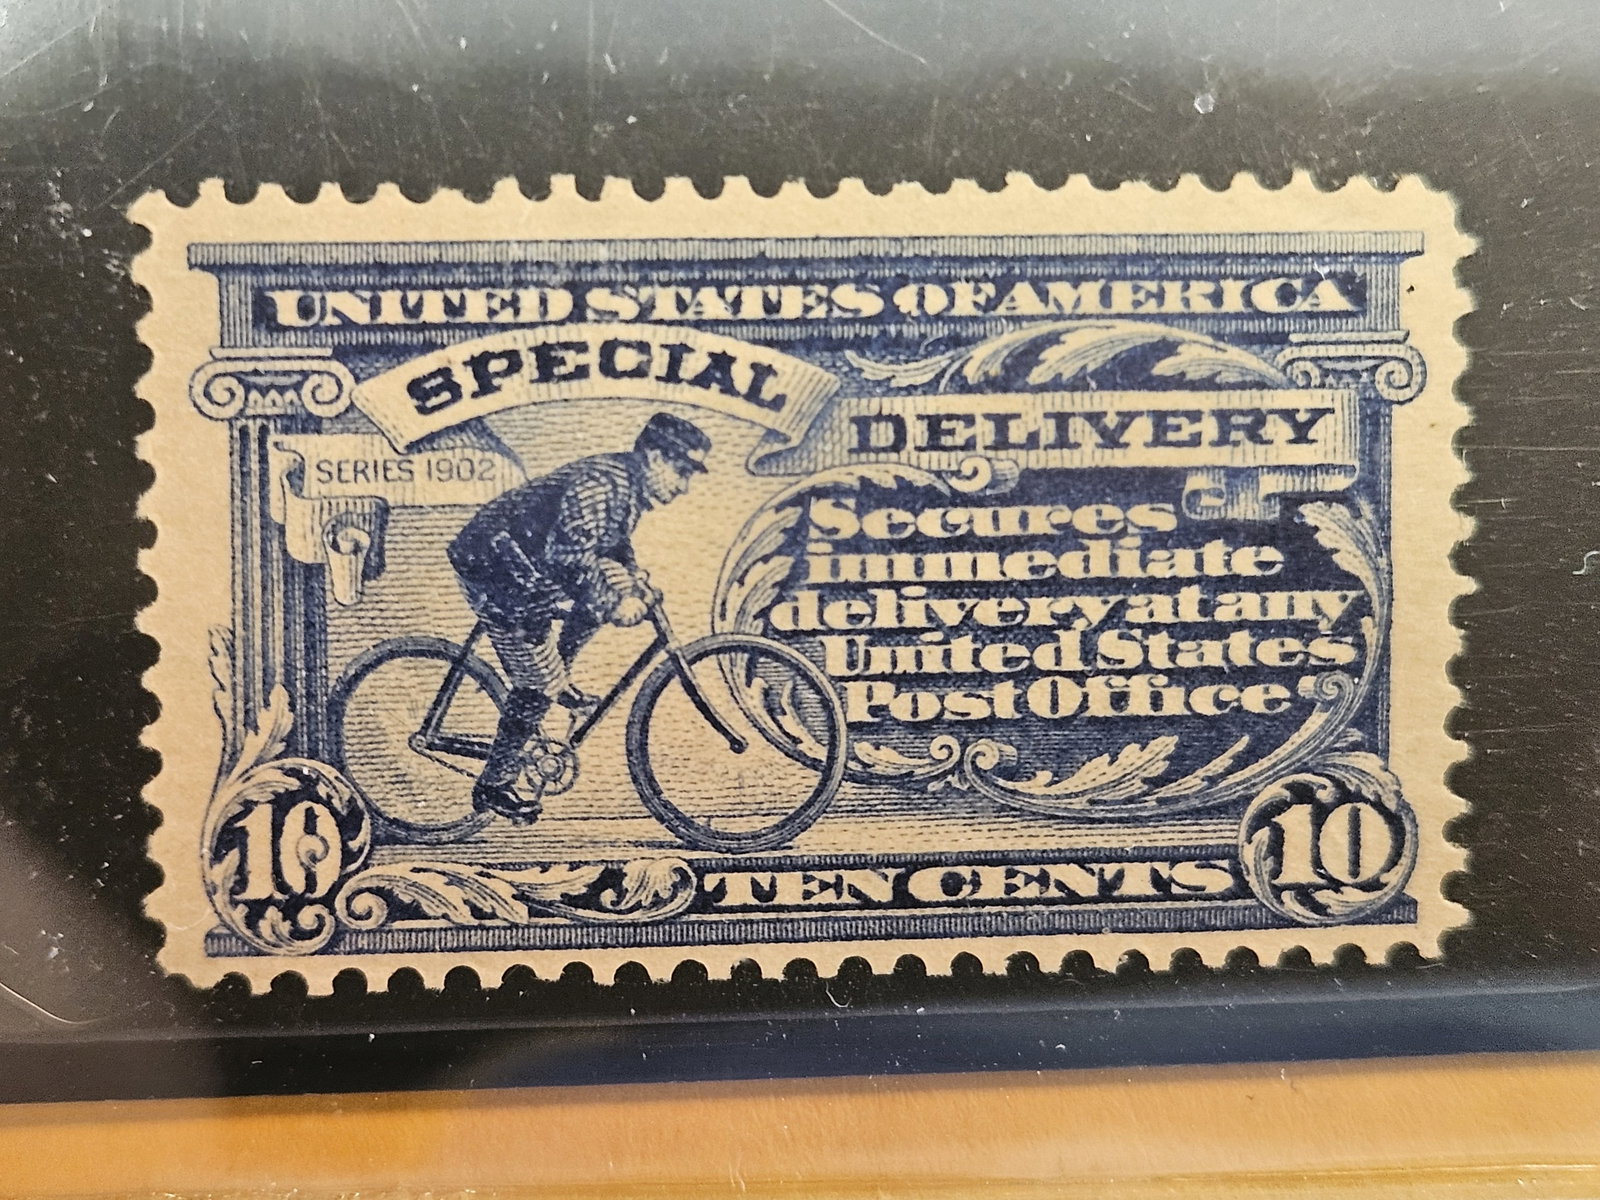 UNITED STATES OF AMERICA
SPECIAL
DELIVERY
SERIES 1902
Secures
immediate
delivery at any
United States
Post Office
10
TEN CENTS
10